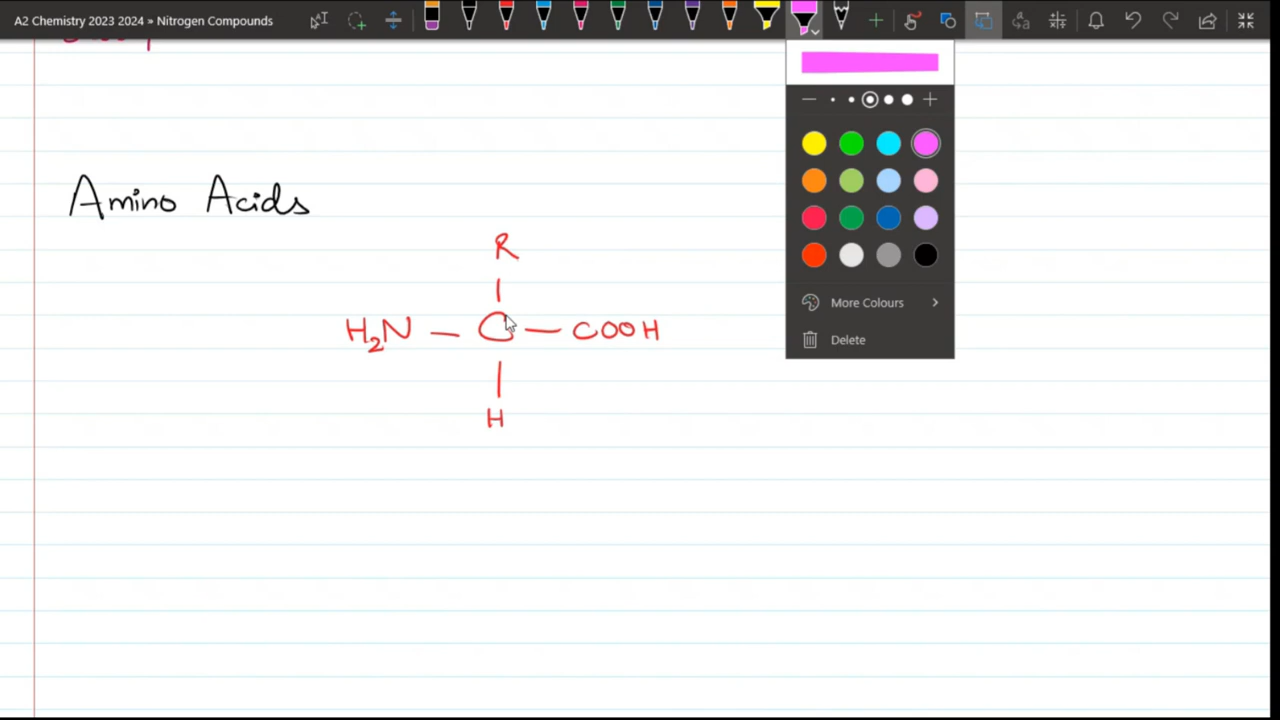 A2 Chemistry 2023 2024 » Nitrogen Compounds
Amino Acids
R
H₂N — C — COOH
H
More Colours
Delete